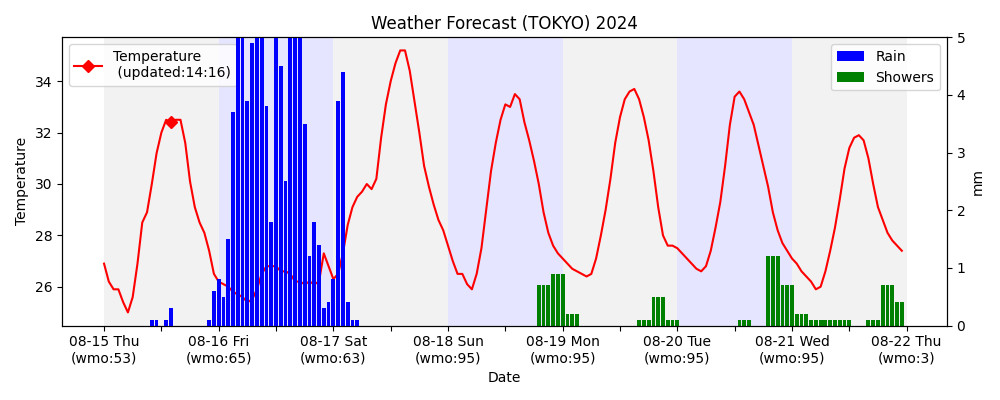 Weather Forecast (TOKYO) 2024
Temperature
(updated:14:16)
Rain
Showers
Temperature
34
32
30
28
26
5
4
3
2
1
0
mm
08-15 Thu
(wmo:53)
08-16 Fri
(wmo:65)
08-17 Sat
(wmo:63)
08-18 Sun
(wmo:95)
08-19 Mon
(wmo:95)
08-20 Tue
(wmo:95)
08-21 Wed
(wmo:95)
08-22 Thu
(wmo:3)
Date